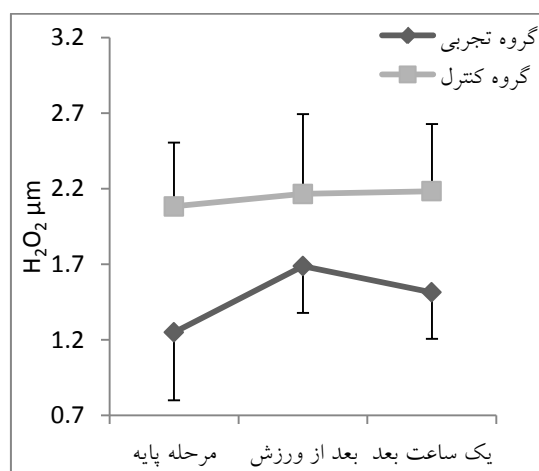 گروه تجربی
گروه کنترل
H₂O₂ µm
3.2
2.7
2.2
1.7
1.2
0.7
مرحله پایه
بعد از ورزش
یک ساعت بعد